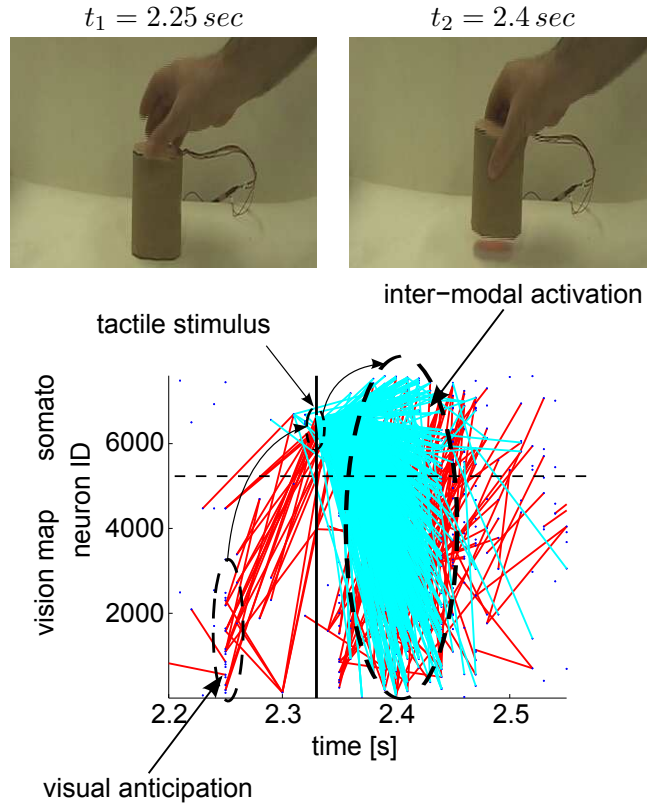 t₁ = 2.25 sec
t₂ = 2.4 sec
inter−modal activation
tactile stimulus
somato
vision map
neuron ID
6000
4000
2000
2.2
2.3
2.4
2.5
time [s]
visual anticipation